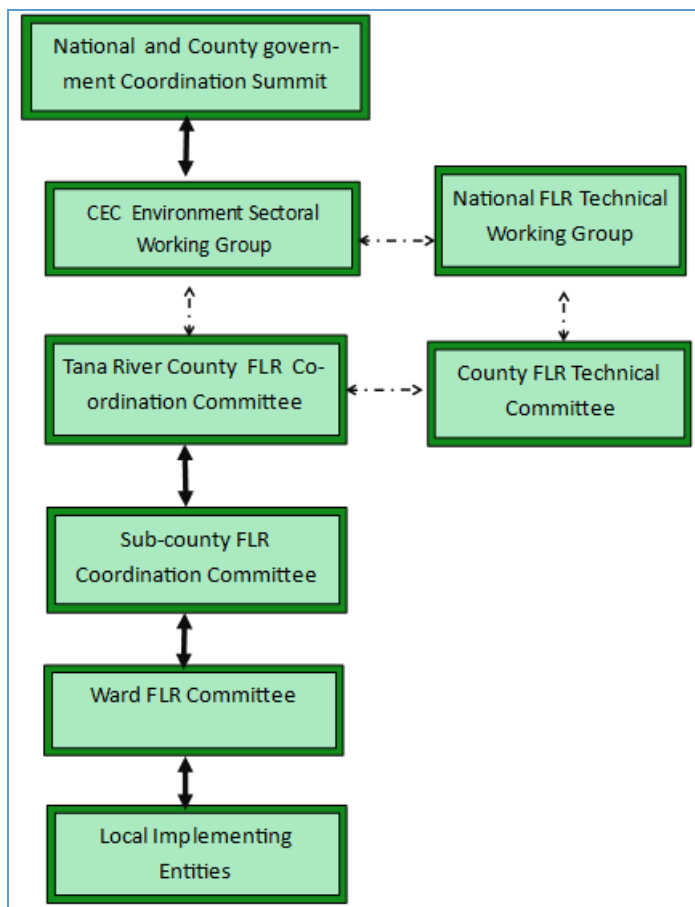 National and County govern-
ment Coordination Summit
CEC Environment Sectoral
Working Group
National FLR Technical
Working Group
Tana River County FLR Co-
ordination Committee
County FLR Technical
Committee
Sub-county FLR
Coordination Committee
Ward FLR Committee
Local Implementing
Entities